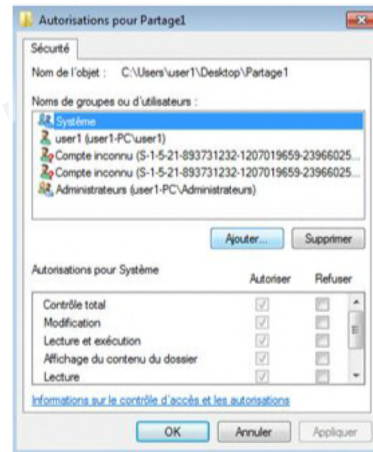 Autorisations pour Partage1
Sécurité
Nom de l'objet : C:\Users\user1\Desktop\Partage1
Noms de groupes ou d'utilisateurs :
Système
user1 (user1-PC\user1)
Compte inconnu (S-1-5-21-893731232-1207019659-23966025...
Compte inconnu (S-1-5-21-893731232-1207019659-23966025...
Administrateurs (user1-PC\Administrateurs)
Ajouter... Supprimer
Autorisations pour Système Autoriser Refuser
Contrôle total
Modification
Lecture et exécution
Affichage du contenu du dossier
Lecture
Informations sur le contrôle d'accès et les autorisations
OK Annuler Appliquer